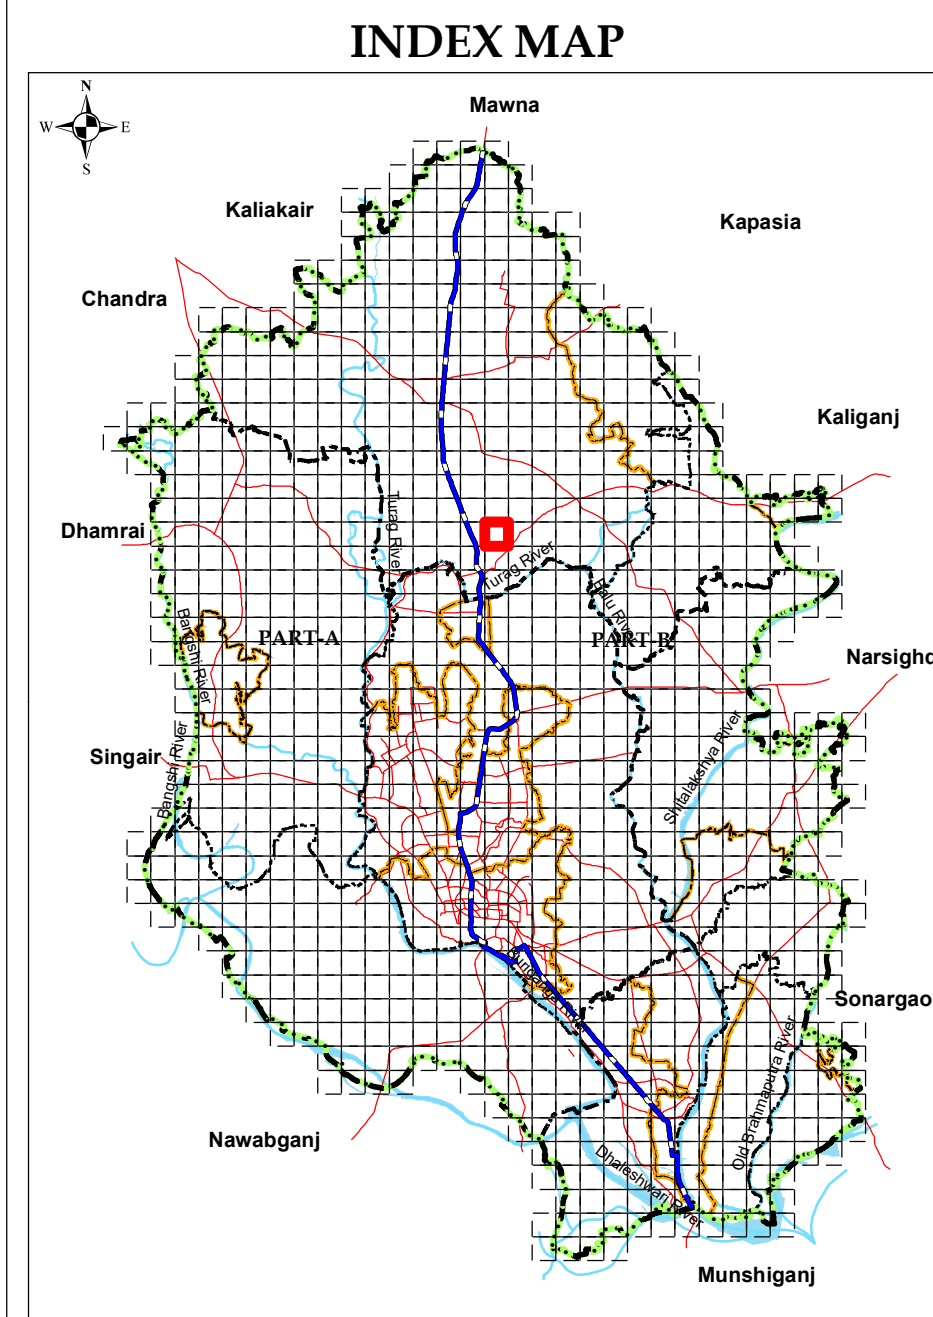 INDEX MAP
N
W E
S
Mawna
Kaliakair
Kapasia
Chandra
Kaliganj
Dhamrai
Turag River
Turag River
Balu River
Bangshi River
PART-A
PART-B
Narsighd
Shitalakshya River
Singair
Bangshi River
Buriganga River
Sonargao
Old Brahmaputra River
Nawabganj
Dhaleshwari River
Munshiganj